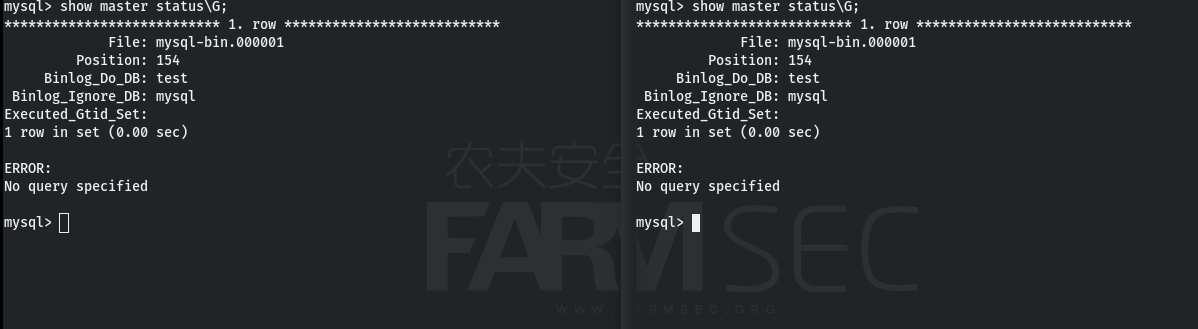 mysql> show master status\G;
*************************** 1. row ***************************
File: mysql-bin.000001
Position: 154
Binlog_Do_DB: test
Binlog_Ignore_DB: mysql
Executed_Gtid_Set:
1 row in set (0.00 sec)
ERROR:
No query specified
mysql>
mysql> show master status\G;
*************************** 1. row ***************************
File: mysql-bin.000001
Position: 154
Binlog_Do_DB: test
Binlog_Ignore_DB: mysql
Executed_Gtid_Set:
1 row in set (0.00 sec)
ERROR:
No query specified
mysql>
农夫安全
FARMSEC
WWW.FARMSEC.ORG